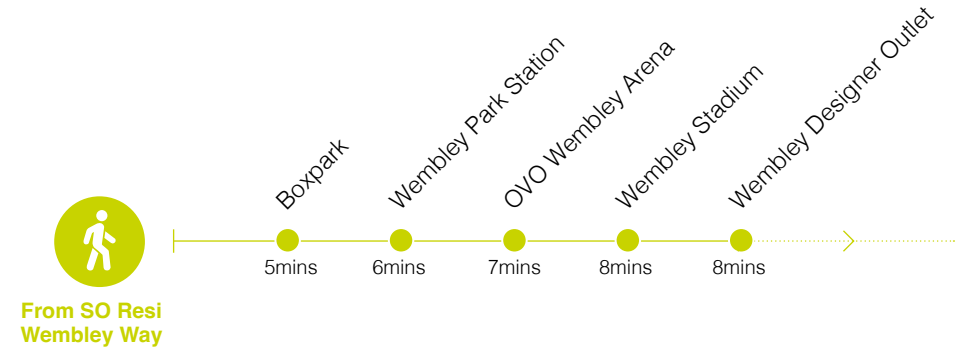 Boxpark
Wembley Park Station
OVO Wembley Arena
Wembley Stadium
Wembley Designer Outlet
5mins
6mins
7mins
8mins
8mins
From SO Resi
Wembley Way